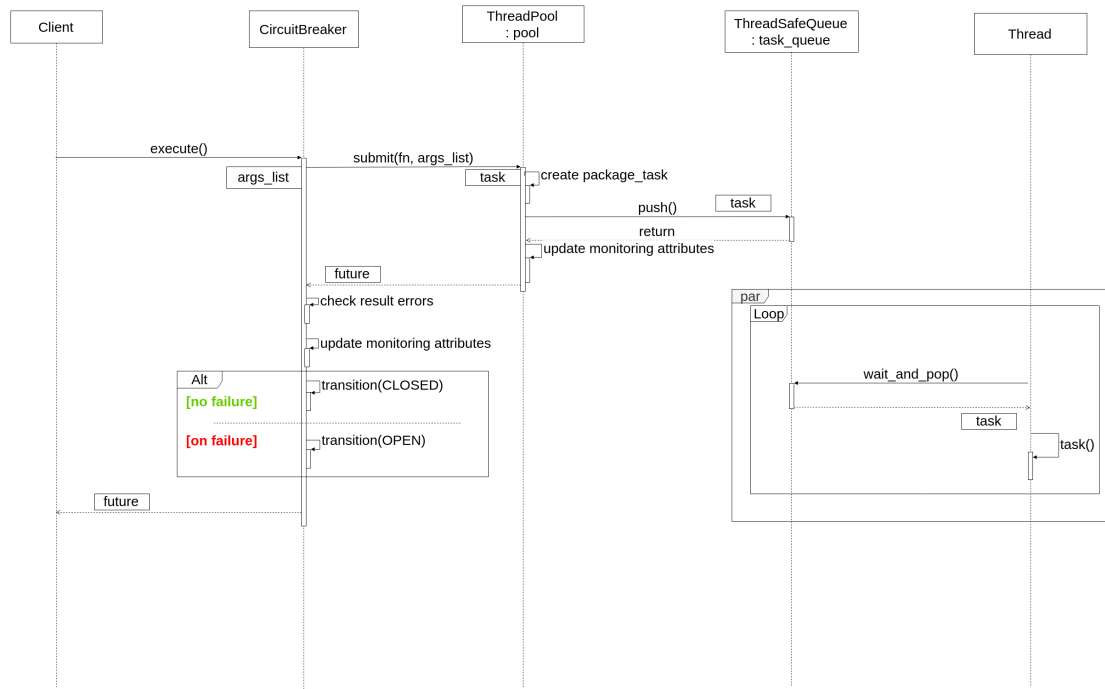 Client
CircuitBreaker
ThreadPool
: pool
ThreadSafeQueue
: task_queue
Thread
execute()
submit(fn, args_list)
args_list
task
create package_task
push()
task
return
update monitoring attributes
future
check result errors
par
Loop
update monitoring attributes
wait_and_pop()
Alt
transition(CLOSED)
[no failure]
task
[on failure]
transition(OPEN)
task()
future